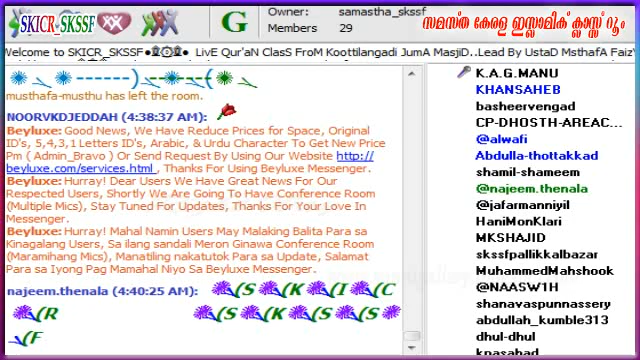 SKICR_SKSSF
G
Owner: samastha_skssf
Members 29
സമസ്ത കേരള ഇസ്ലാമിക് ക്ലാസ്സ് റൂം
Welcome to SKICR_SKSSF LivE Qur'aN ClasS FroM Koottilangadi JumA MasjiD..Lead By UstaD MsthafA Faiz
musthafa-musthu has left the room.
NOORVKDJEDDAH (4:38:37 AM):
Beyluxe: Good News, We Have Reduce Prices for Space, Original
ID's, 5,4,3,1 Letters ID's, Arabic, & Urdu Character To Get New Price
Pm ( Admin_Bravo ) Or Send Request By Using Our Website http://
beyluxe.com/services.html , Thanks For Using Beyluxe Messenger.
Beyluxe: Hurray! Dear Users We Have Great News For Our
Respected Users, Shortly We Are Going To Have Conference Room
(Multiple Mics), Stay Tuned For Updates, Thanks For Your Love In
Messenger.
Beyluxe: Hurray! Mahal Namin Users May Malaking Balita Para sa
Kinagalang Users, Sa ilang sandali Meron Ginawa Conference Room
(Maramihang Mics), Manatiling nakatutok Para sa Update, Salamat
Para sa Iyong Pag Mamahal Niyo Sa Beyluxe Messenger.
najeem.thenala (4:40:25 AM): (S (K (I (C
(R (S (K (S (S
(F
K.A.G.MANU
KHANSAHEB
basheervengad
CP-DHOSTH-AREAC...
@alwafi
Abdulla-thottakkad
shamil-shameem
@najeem.thenala
@jafarmanniyil
HaniMonKlari
MKSHAJID
skssfpallikkalbazar
MuhammedMahshook
@NAASW1H
shanavaspunnassery
abdullah_kumble313
dhul-dhul
kpasahad